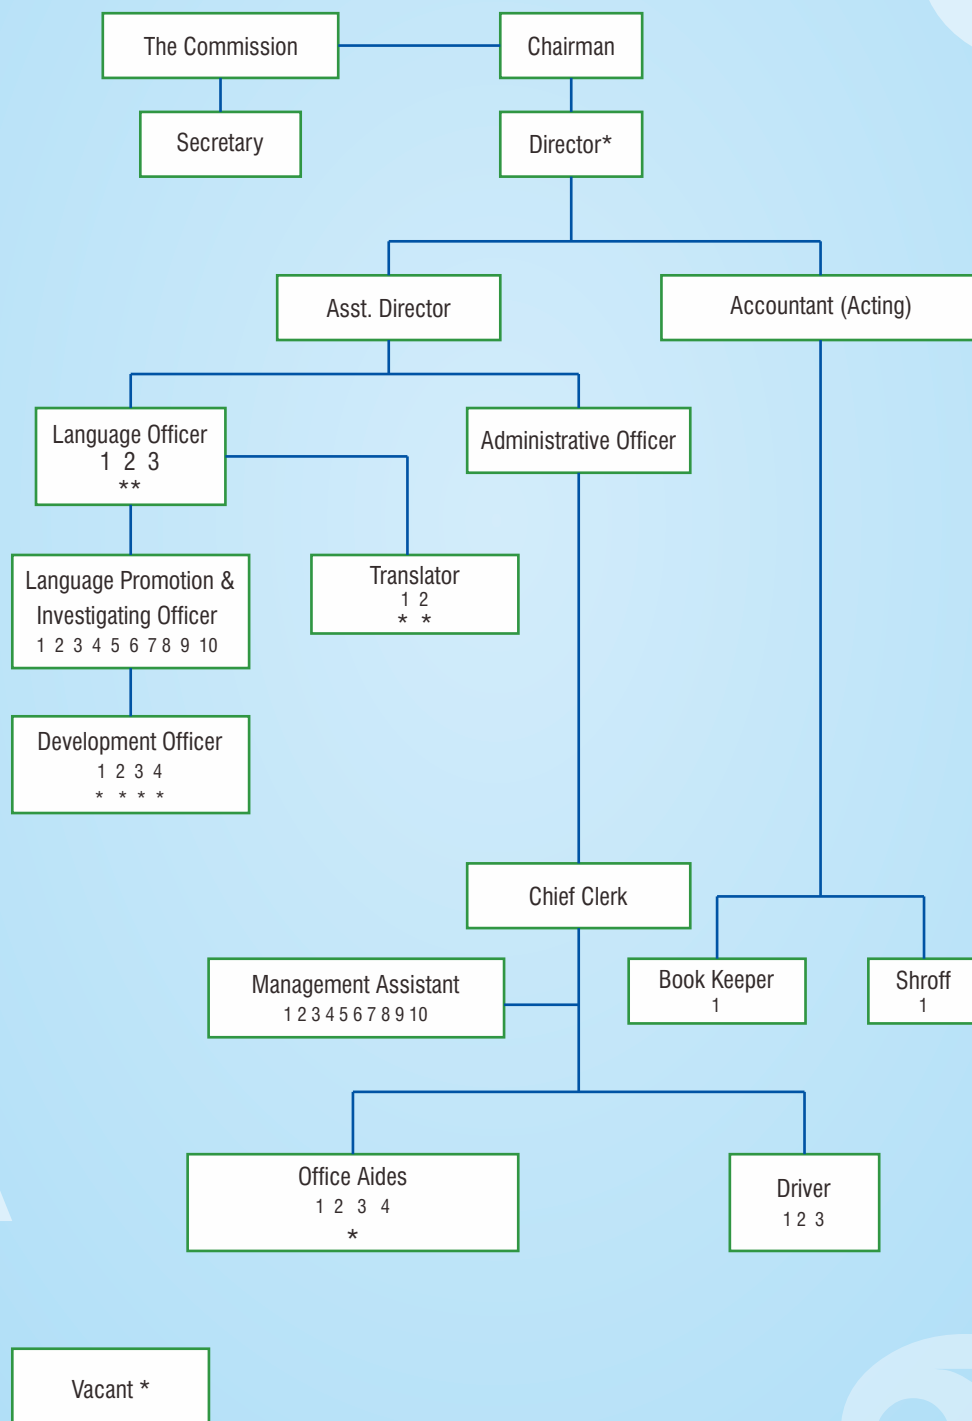 The Commission
Chairman
Secretary
Director*
Asst. Director
Accountant (Acting)
Language Officer
1 2 3
**
Administrative Officer
Language Promotion &
Investigating Officer
1 2 3 4 5 6 7 8 9 10
Translator
1 2
* *
Development Officer
1 2 3 4
* * * *
Chief Clerk
Management Assistant
1 2 3 4 5 6 7 8 9 10
Book Keeper
1
Shroff
1
Office Aides
1 2 3 4
*
Driver
1 2 3
Vacant *